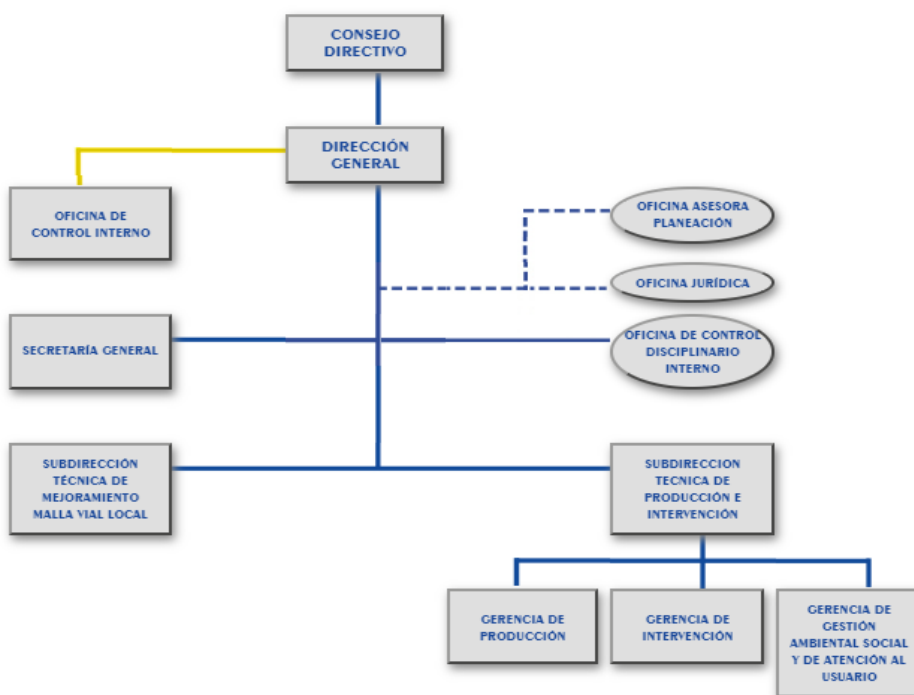 CONSEJO
DIRECTIVO
DIRECCIÓN
GENERAL
OFICINA DE
CONTROL INTERNO
OFICINA ASESORA
PLANEACIÓN
OFICINA JURÍDICA
SECRETARÍA GENERAL
OFICINA DE CONTROL
DISCIPLINARIO
INTERNO
SUBDIRECCIÓN
TÉCNICA DE
MEJORAMIENTO
MALLA VIAL LOCAL
SUBDIRECCION
TECNICA DE
PRODUCCIÓN E
INTERVENCIÓN
GERENCIA DE
PRODUCCIÓN
GERENCIA DE
INTERVENCIÓN
GERENCIA DE
GESTIÓN
AMBIENTAL SOCIAL
Y DE ATENCIÓN AL
USUARIO